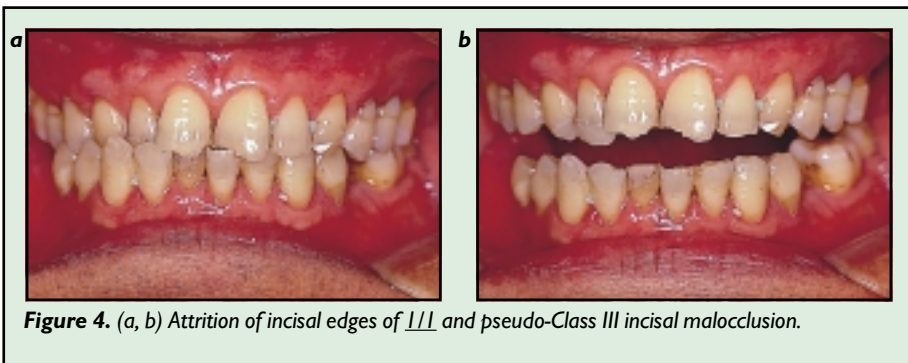 a
b
Figure 4. (a, b) Attrition of incisal edges of 1/1 and pseudo-Class III incisal malocclusion.